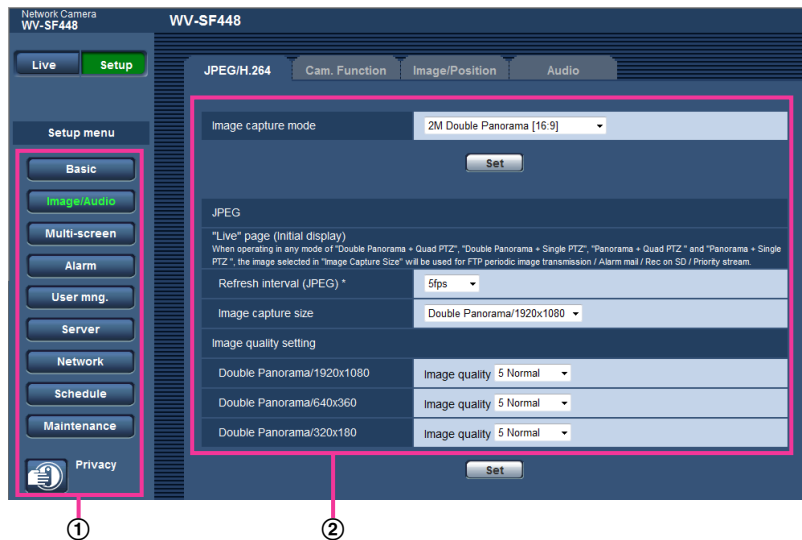 Network Camera
WV-SF448
WV-SF448
Live
Setup
Setup menu
Basic
Image/Audio
Multi-screen
Alarm
User mng.
Server
Network
Schedule
Maintenance
Privacy
JPEG/H.264
Cam. Function
Image/Position
Audio
Image capture mode
2M Double Panorama [16:9]
Set
JPEG
"Live" page (Initial display)
When operating in any mode of "Double Panorama + Quad PTZ", "Double Panorama + Single PTZ", "Panorama + Quad PTZ " and "Panorama + Single
PTZ ", the image selected in "Image Capture Size" will be used for FTP periodic image transmission / Alarm mail / Rec on SD / Priority stream.
Refresh interval (JPEG) *
5fps
Image capture size
Double Panorama/1920x1080
Image quality setting
Double Panorama/1920x1080
Image quality 5 Normal
Double Panorama/640x360
Image quality 5 Normal
Double Panorama/320x180
Image quality 5 Normal
Set
①
②